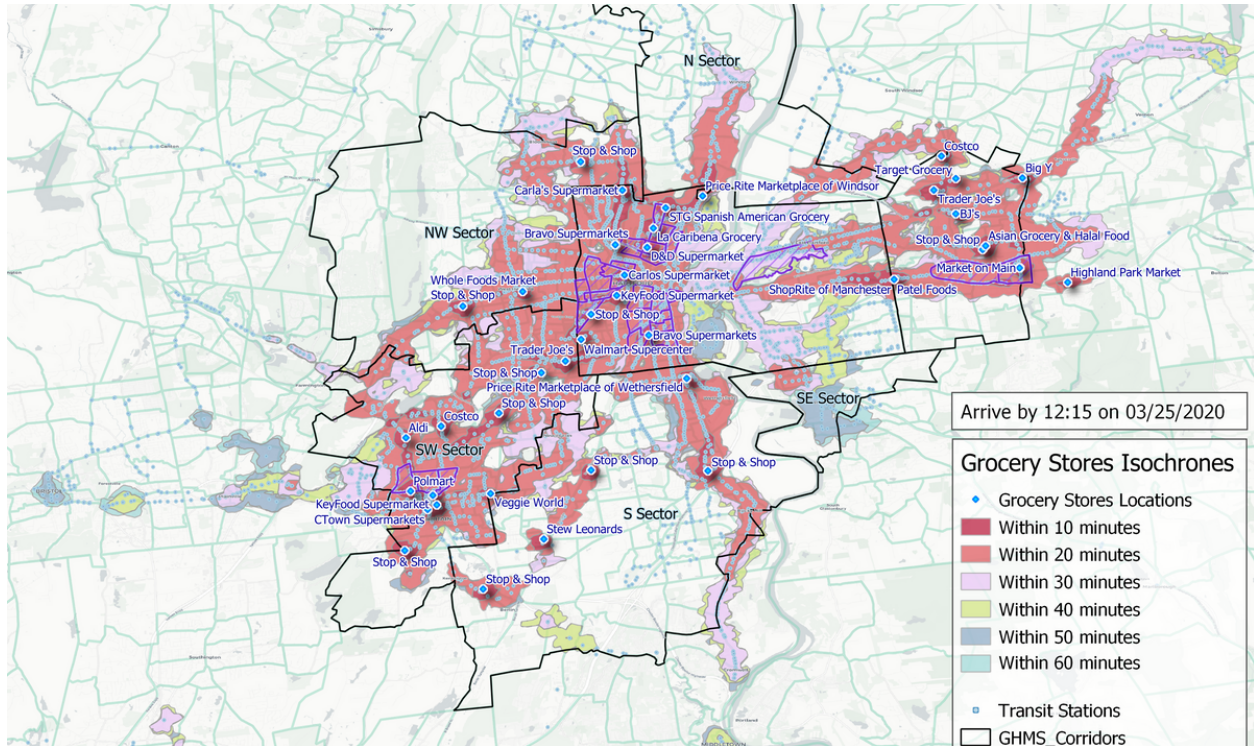 N Sector
Costco
Stop & Shop
Target Grocery
Big Y
Carla's Supermarket
Price Rite Marketplace of Windsor
Trader Joe's
STG Spanish American Grocery
BJ's
NW Sector
Bravo Supermarkets
La Caribena Grocery
Stop & Shop
Asian Grocery & Halal Food
D&D Supermarket
Market on Main
Carlos Supermarket
Highland Park Market
Whole Foods Market
ShopRite of Manchester
Patel Foods
KeyFood Supermarket
Stop & Shop
Stop & Shop
Bravo Supermarkets
Trader Joe's
Walmart Supercenter
Stop & Shop
Price Rite Marketplace of Wethersfield
SE Sector
Stop & Shop
Costco
Aldi
SW Sector
Stop & Shop
Stop & Shop
Polmart
KeyFood Supermarket
Veggie World
CTown Supermarkets
S Sector
Stew Leonards
Stop & Shop
Stop & Shop
MIDDLETOWN
Arrive by 12:15 on 03/25/2020
Grocery Stores Isochrones
Grocery Stores Locations
Within 10 minutes
Within 20 minutes
Within 30 minutes
Within 40 minutes
Within 50 minutes
Within 60 minutes
Transit Stations
GHMS_Corridors